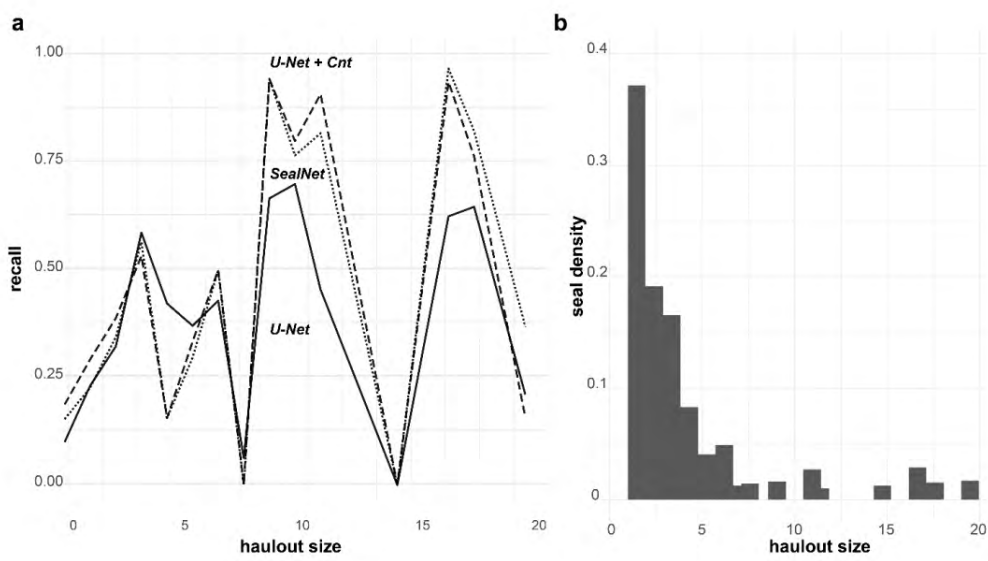 a
1.00
0.75
0.50
0.25
0.00
recall
U-Net + Cnt
SealNet
U-Net
0 5 10 15 20
haulout size
b
0.4
0.3
0.2
0.1
0
seal density
0 5 10 15 20
haulout size